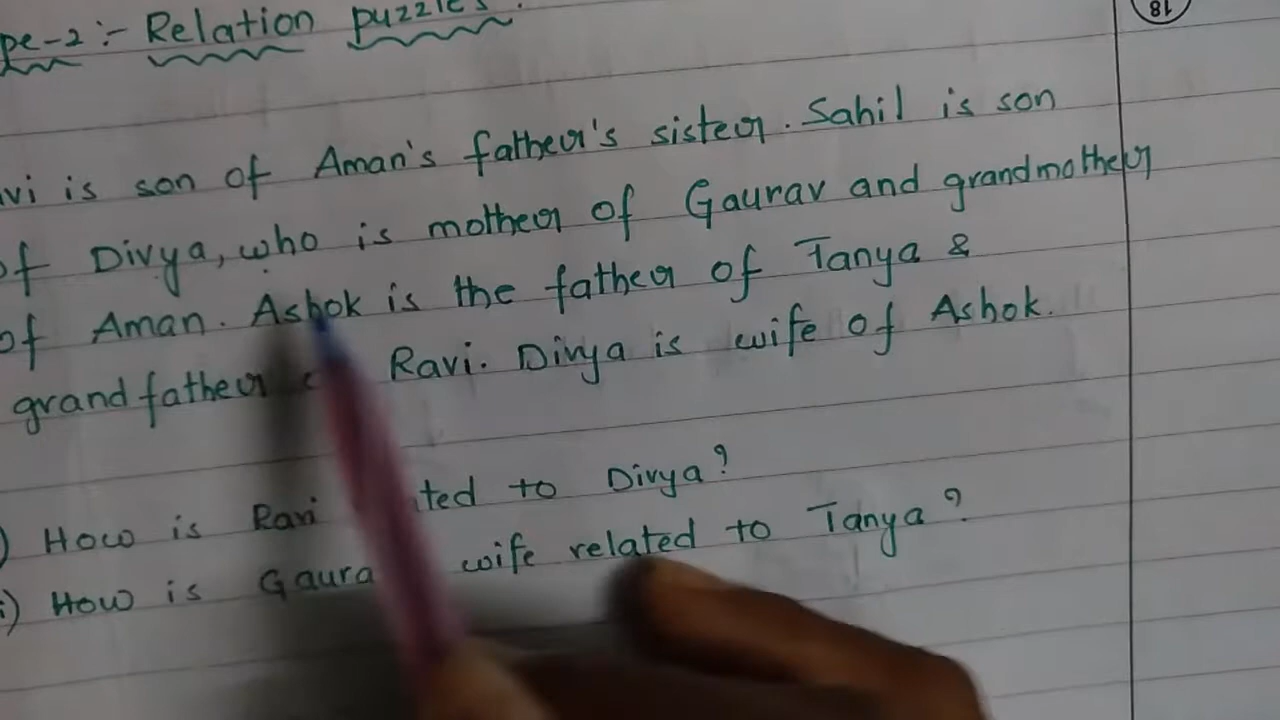 pe-2 :- Relation puzzles.
18
vi is son of Aman's father's sister. Sahil is son
of Divya, who is mother of Gaurav and grandmother
of Aman. Ashok is the father of Tanya &
grandfather Ravi. Divya is wife of Ashok.
) How is Ravi ted to Divya?
i) How is Gaura wife related to Tanya?